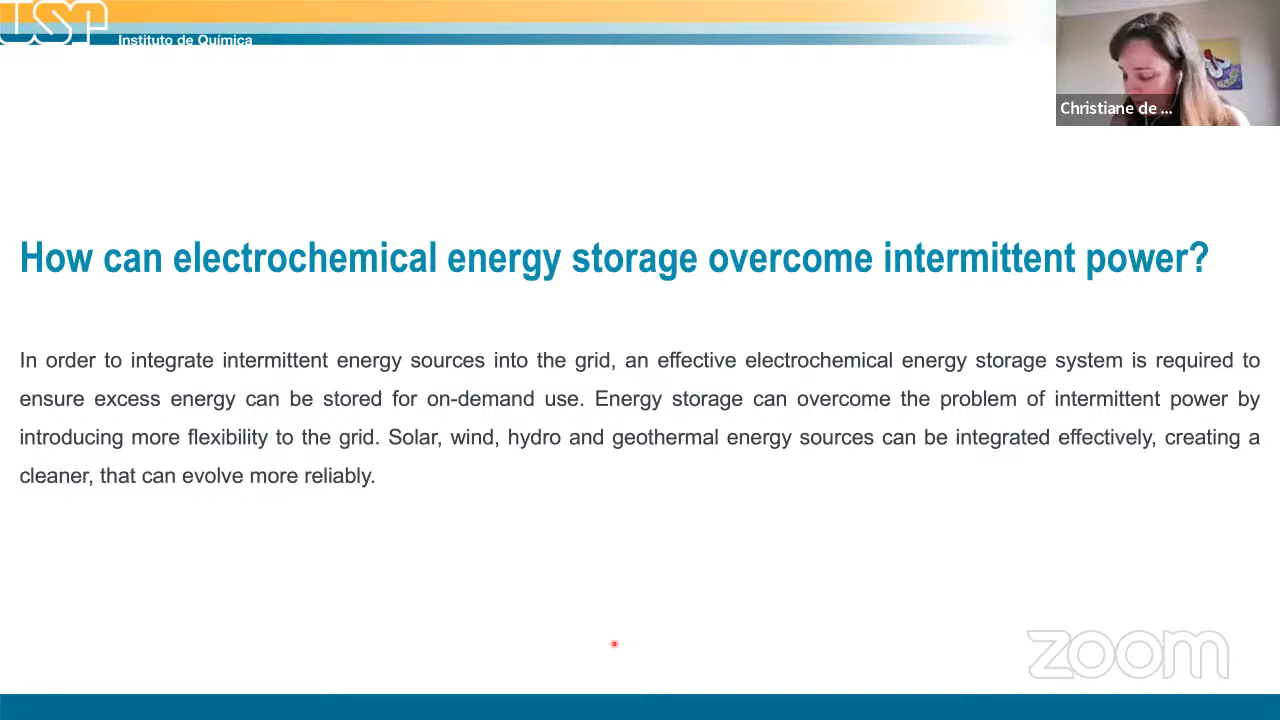 USP
Instituto de Química
Christiane de ...
How can electrochemical energy storage overcome intermittent power?
In order to integrate intermittent energy sources into the grid, an effective electrochemical energy storage system is required to
ensure excess energy can be stored for on-demand use. Energy storage can overcome the problem of intermittent power by
introducing more flexibility to the grid. Solar, wind, hydro and geothermal energy sources can be integrated effectively, creating a
cleaner, that can evolve more reliably.
zoom